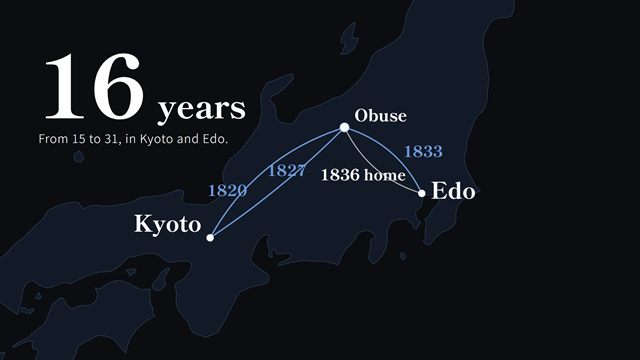 16 years
From 15 to 31, in Kyoto and Edo.
Obuse
1833
1827
1836 home
1820
Edo
Kyoto